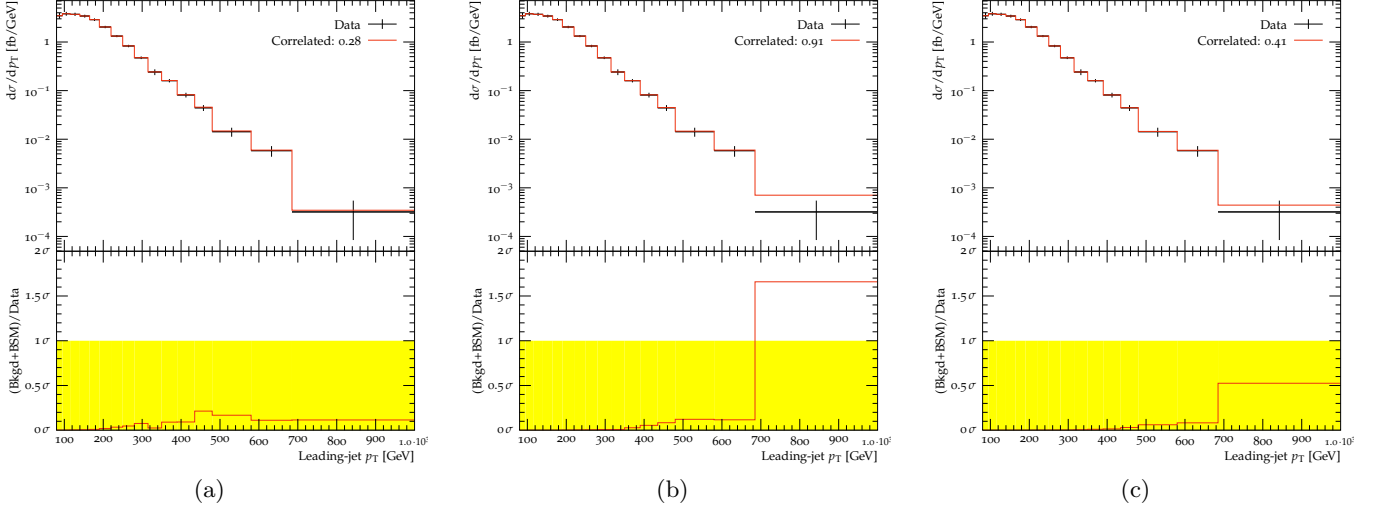 dσ/dpT [fb/GeV]
1
10⁻¹
10⁻²
10⁻³
10⁻⁴
Data
Correlated: 0.28
(Bkgd+BSM)/Data
2σ
1.5σ
1σ
0.5σ
0σ
100 200 300 400 500 600 700 800 900 1.0·10
Leading-jet pT [GeV]
(a)
dσ/dpT [fb/GeV]
1
10⁻¹
10⁻²
10⁻³
10⁻⁴
Data
Correlated: 0.91
(Bkgd+BSM)/Data
2σ
1.5σ
1σ
0.5σ
0σ
100 200 300 400 500 600 700 800 900 1.0·10
Leading-jet pT [GeV]
(b)
dσ/dpT [fb/GeV]
1
10⁻¹
10⁻²
10⁻³
10⁻⁴
Data
Correlated: 0.41
(Bkgd+BSM)/Data
2σ
1.5σ
1σ
0.5σ
0σ
100 200 300 400 500 600 700 800 900 1.0·10
Leading-jet pT [GeV]
(c)